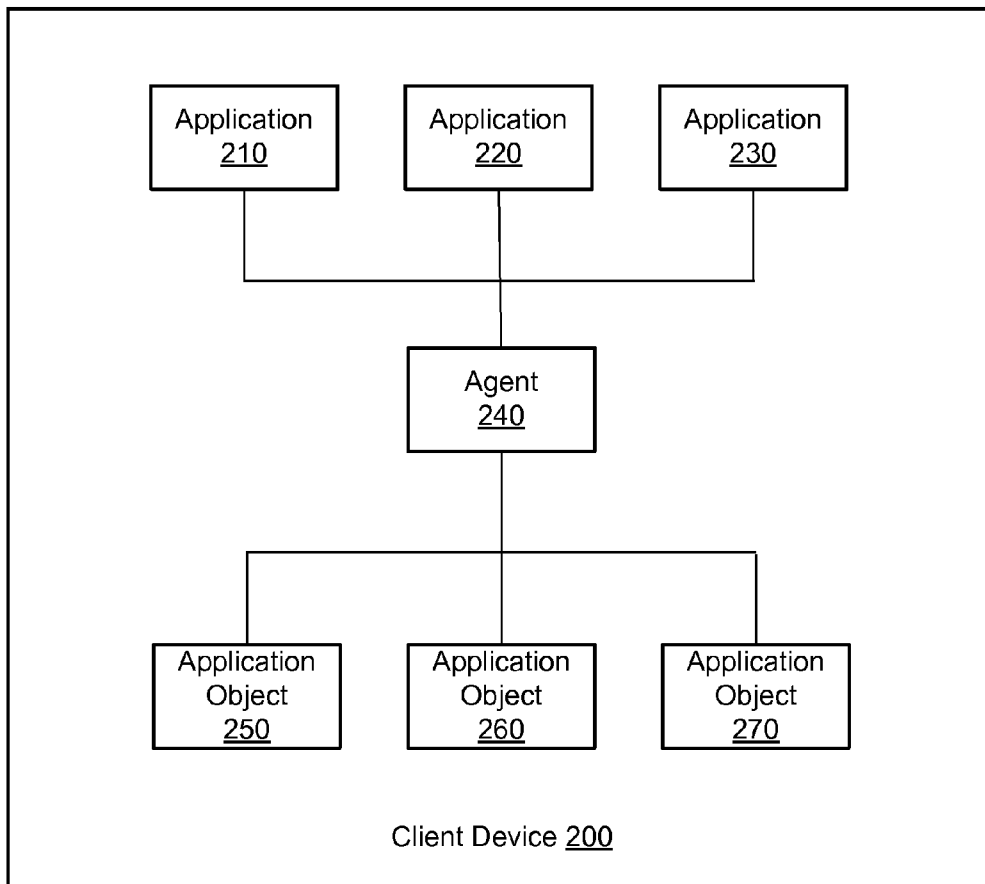 Application
210
Application
220
Application
230
Agent
240
Application
Object
250
Application
Object
260
Application
Object
270
Client Device 200